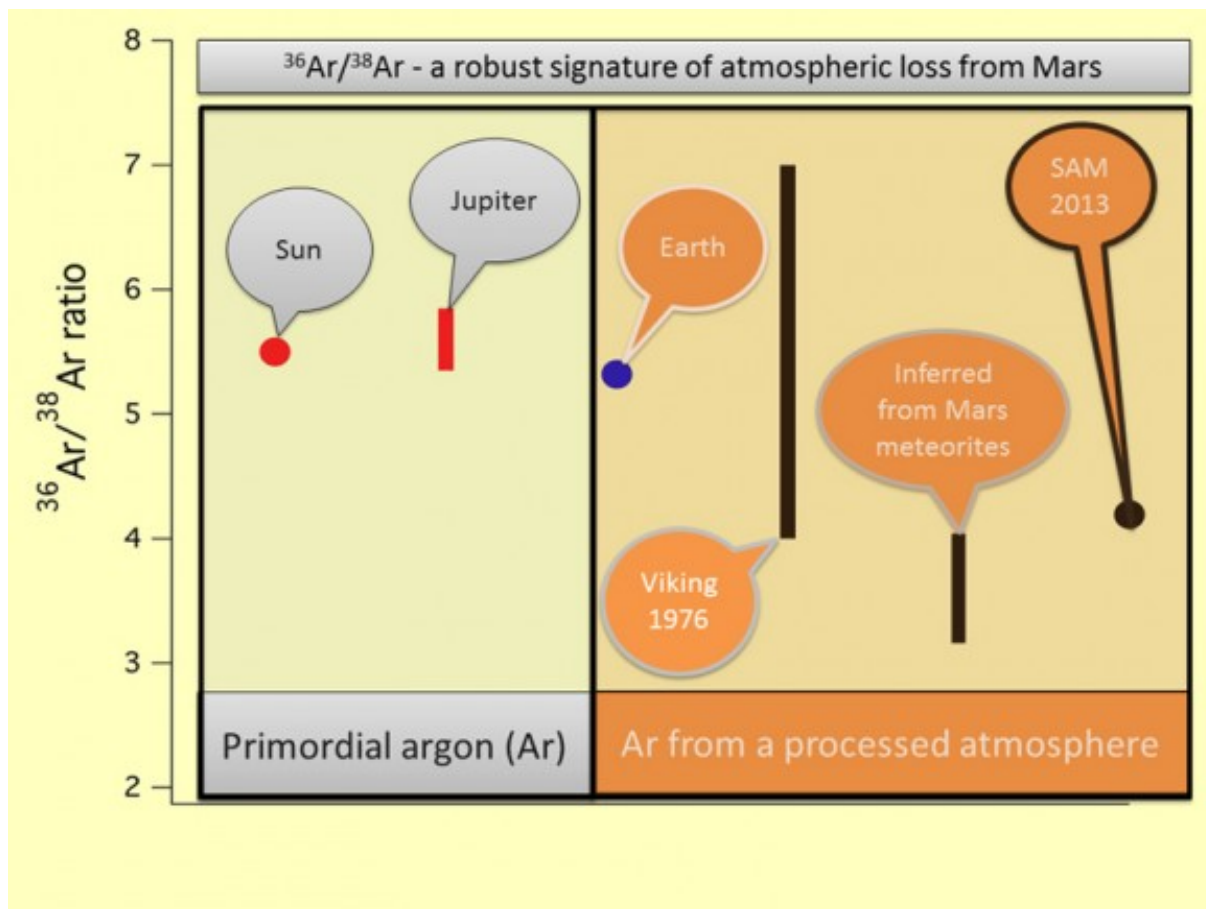 ³⁶Ar/³⁸Ar - a robust signature of atmospheric loss from Mars
³⁶Ar/³⁸Ar ratio
8
7
6
5
4
3
2
Sun
Jupiter
Earth
SAM
2013
Inferred
from Mars
meteorites
Viking
1976
Primordial argon (Ar)
Ar from a processed atmosphere